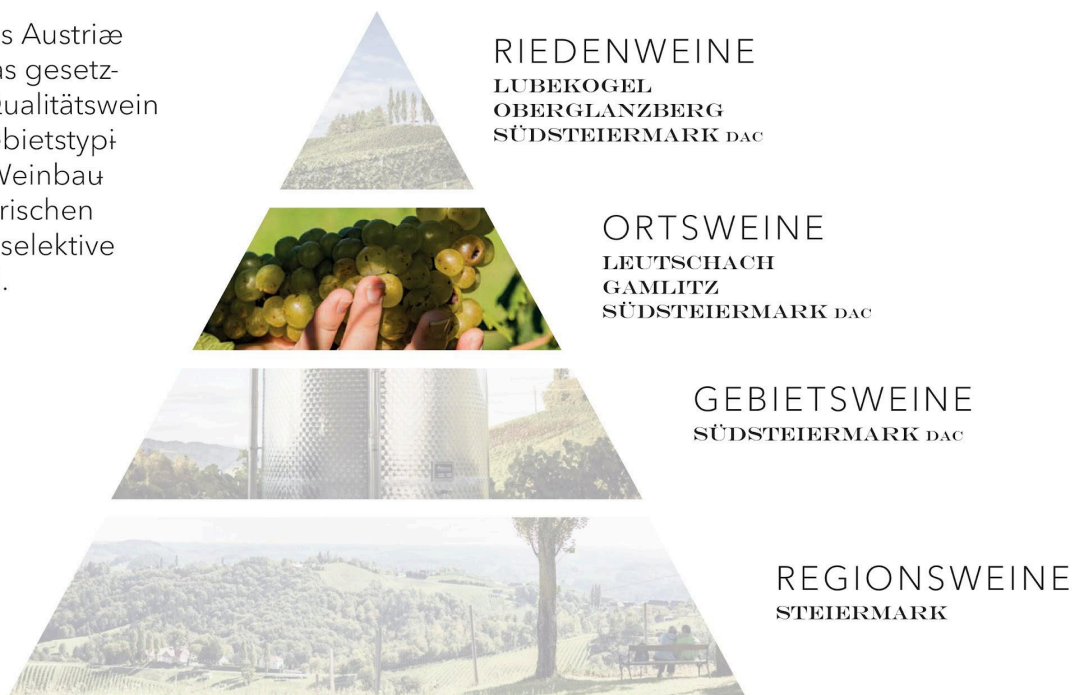 s Austriæ
as gesetz-
Qualitätswein
bietstypi-
Weinbau-
rischen
selektive
.
RIEDENWEINE
LUBEKOGEL
OBERGLANZBERG
SÜDSTEIERMARK DAC
ORTSWEINE
LEUTSCHACH
GAMLITZ
SÜDSTEIERMARK DAC
GEBIETSWEINE
SÜDSTEIERMARK DAC
REGIONSWEINE
STEIERMARK